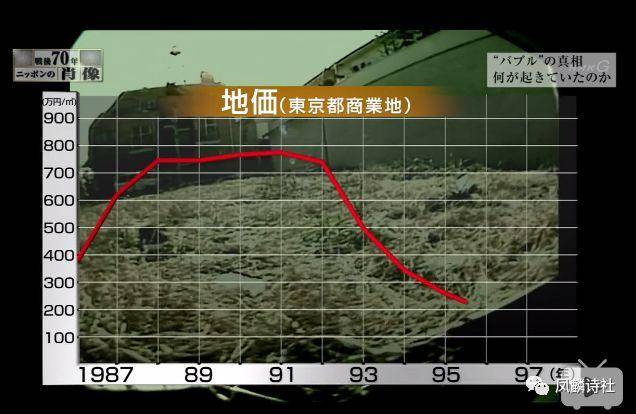 戦後70年
ニッポンの肖像
“バブル”の真相
何が起きていたのか
地価(東京都商業地)
(万円/㎡)
900
800
700
600
500
400
300
200
100
1987 89 91 93 95 97 (年)
凤麟诗社